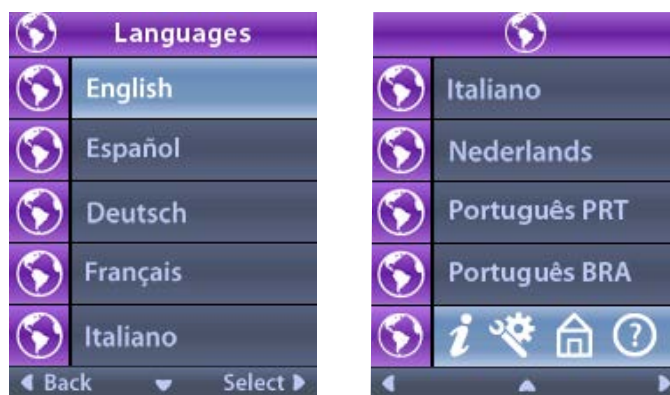 Languages
English
Español
Deutsch
Français
Italiano
Back Select
Italiano
Nederlands
Português PRT
Português BRA